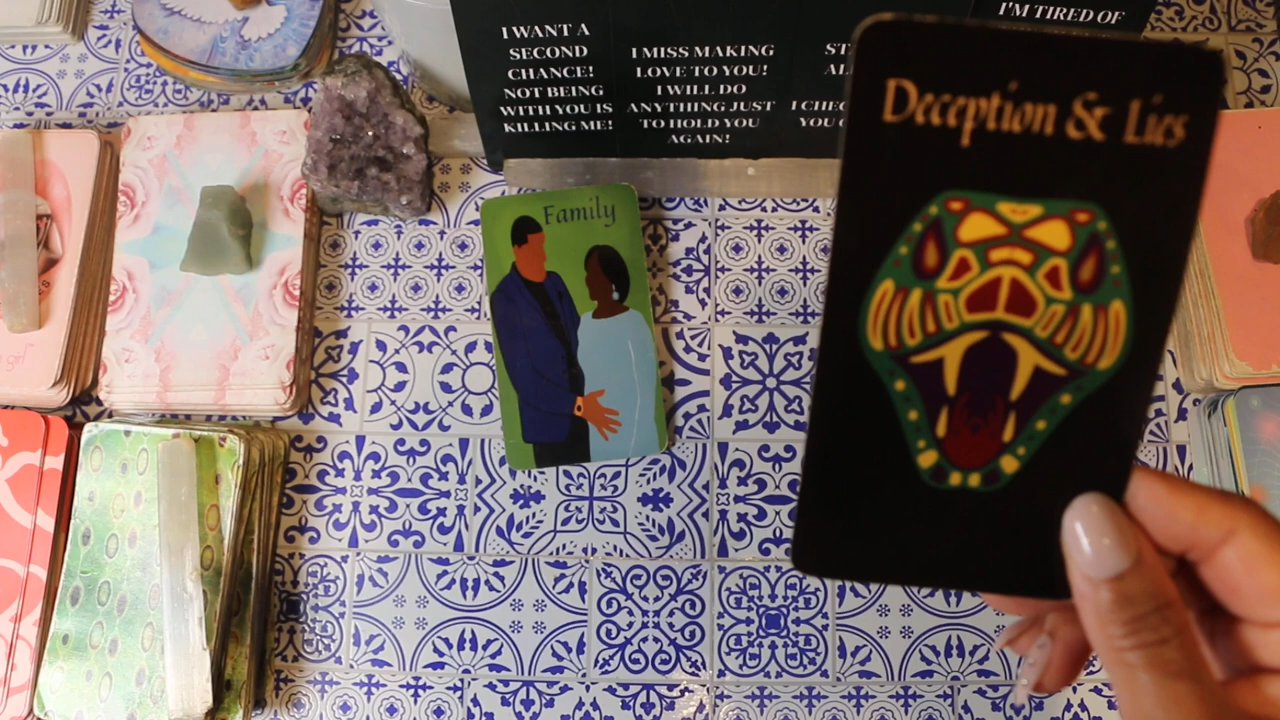 I WANT A
SECOND
CHANCE!
NOT BEING
WITH YOU IS
KILLING ME!
I MISS MAKING
LOVE TO YOU!
I WILL DO
ANYTHING JUST
TO HOLD YOU
AGAIN!
I'M TIRED OF
Deception & Lies
Family
girl